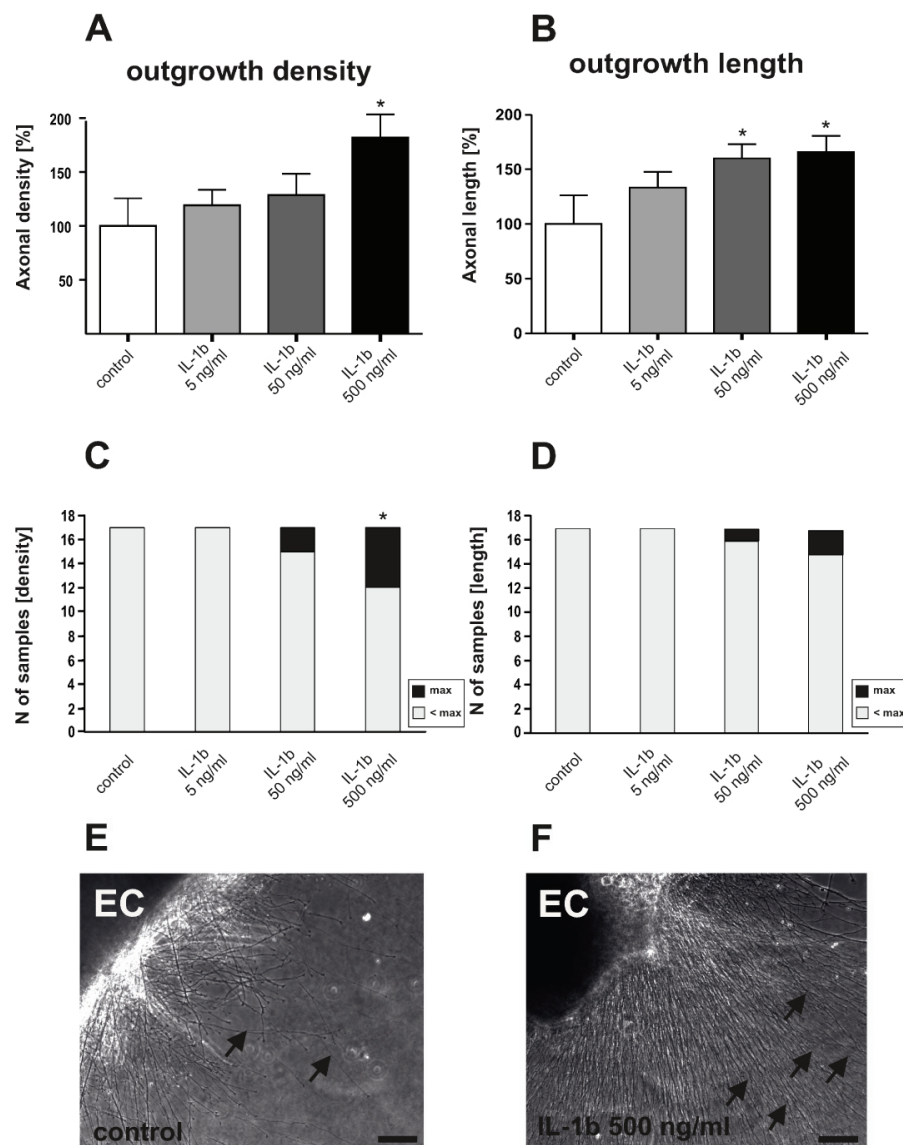 A
outgrowth density
Axonal density [%]
200
150
100
50
*
control
IL-1b
5 ng/ml
IL-1b
50 ng/ml
IL-1b
500 ng/ml
B
outgrowth length
Axonal length [%]
200
150
100
50
0
*
*
control
IL-1b
5 ng/ml
IL-1b
50 ng/ml
IL-1b
500 ng/ml
C
N of samples [density]
18
16
14
12
10
8
6
4
2
0
*
max
< max
control
IL-1b
5 ng/ml
IL-1b
50 ng/ml
IL-1b
500 ng/ml
D
N of samples [length]
18
16
14
12
10
8
6
4
2
0
max
< max
control
IL-1b
5 ng/ml
IL-1b
50 ng/ml
IL-1b
500 ng/ml
E
EC
control
F
EC
IL-1b 500 ng/ml